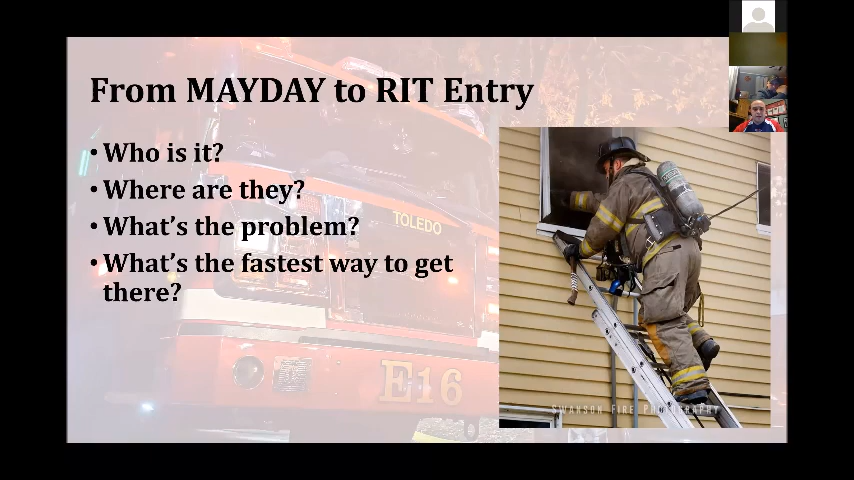 From MAYDAY to RIT Entry
• Who is it?
• Where are they?
• What's the problem?
• What's the fastest way to get
there?
TOLEDO
E16
SWANSON FIRE PHOTOGRAPHY